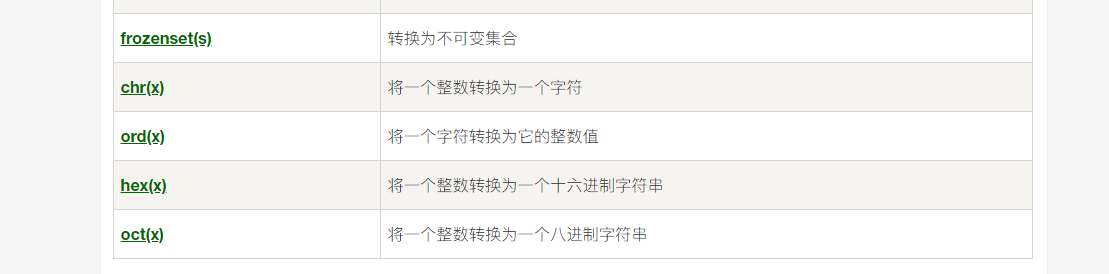 frozenset(s) 转换为不可变集合
chr(x) 将一个整数转换为一个字符
ord(x) 将一个字符转换为它的整数值
hex(x) 将一个整数转换为一个十六进制字符串
oct(x) 将一个整数转换为一个八进制字符串